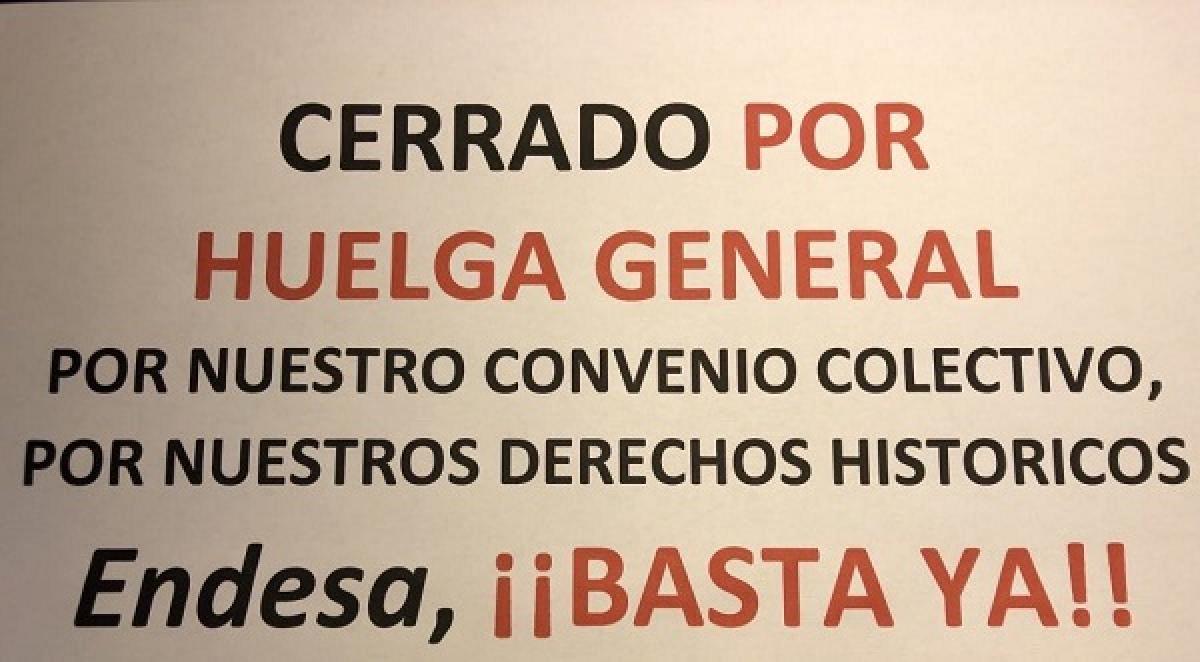 CERRADO POR
HUELGA GENERAL
POR NUESTRO CONVENIO COLECTIVO,
POR NUESTROS DERECHOS HISTORICOS
Endesa, ¡¡BASTA YA!!